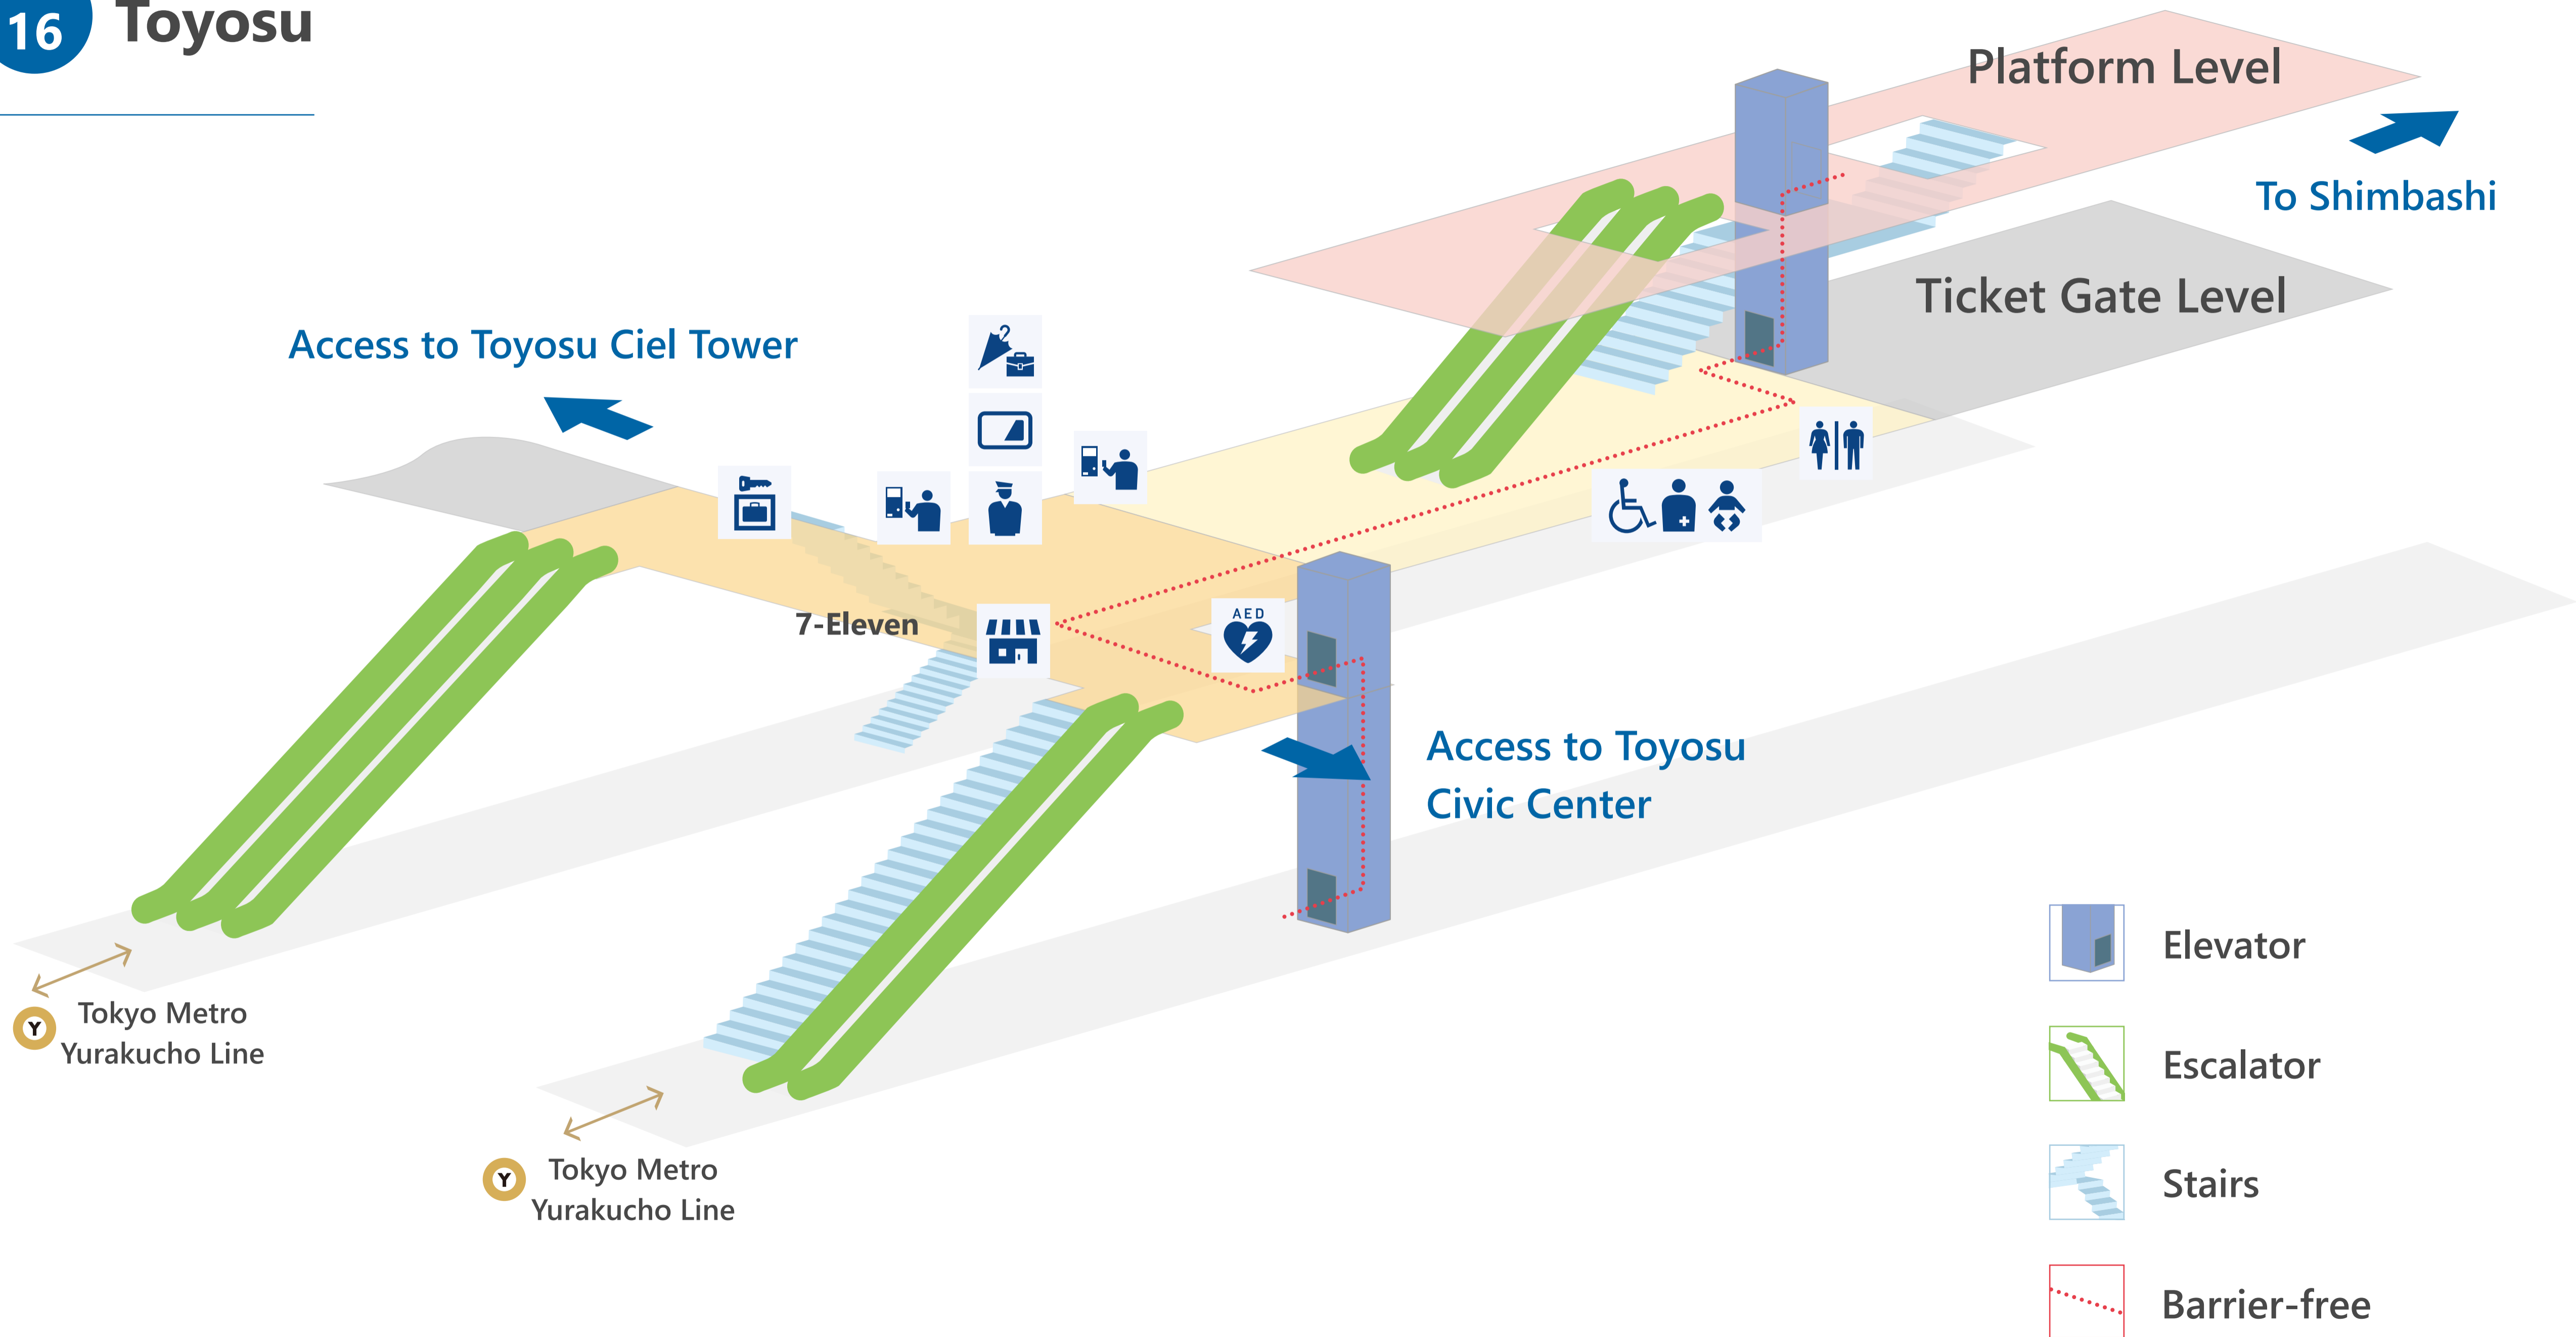 16 Toyosu
Platform Level
To Shimbashi
Ticket Gate Level
Access to Toyosu Ciel Tower
7-Eleven
AED
Access to Toyosu
Civic Center
Y
Tokyo Metro
Yurakucho Line
Y
Tokyo Metro
Yurakucho Line
Elevator
Escalator
Stairs
Barrier-free